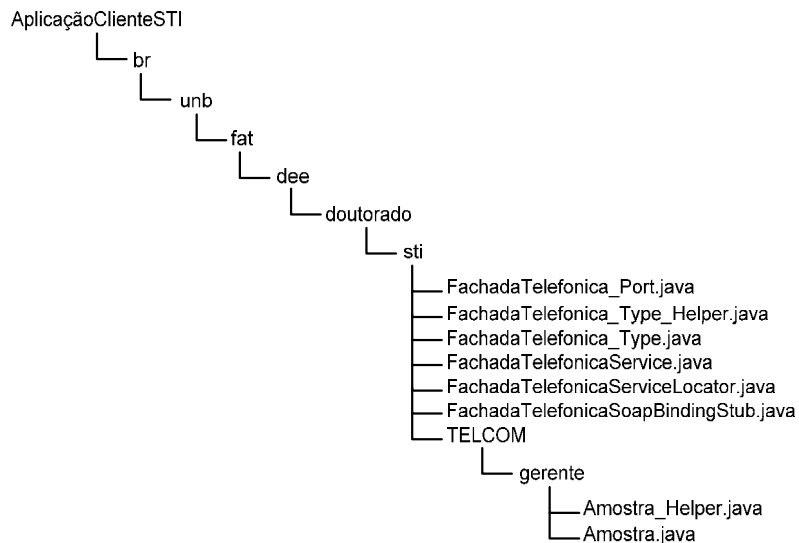 AplicaçãoClienteSTI
br
unb
fat
dee
doutorado
sti
FachadaTelefonica_Port.java
FachadaTelefonica_Type_Helper.java
FachadaTelefonica_Type.java
FachadaTelefonicaService.java
FachadaTelefonicaServiceLocator.java
FachadaTelefonicaSoapBindingStub.java
TELCOM
gerente
Amostra_Helper.java
Amostra.java